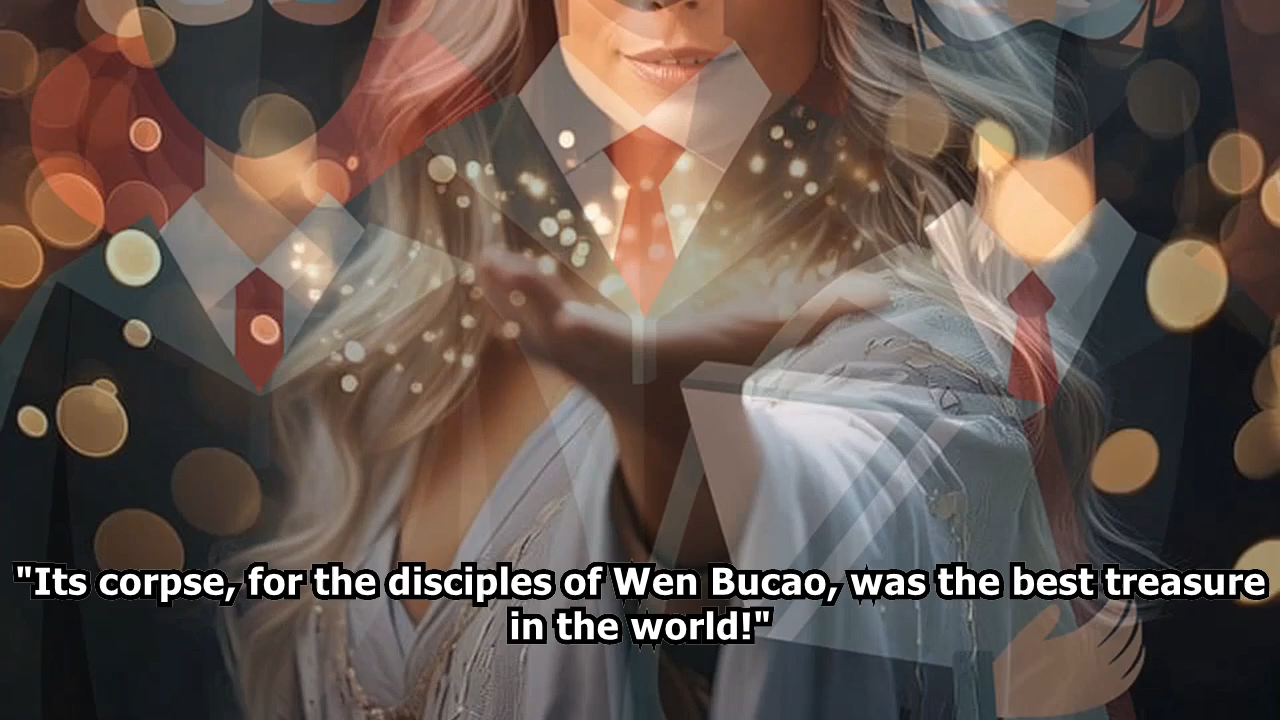 "Its corpse, for the disciples of Wen Bucao, was the best treasure
in the world!"